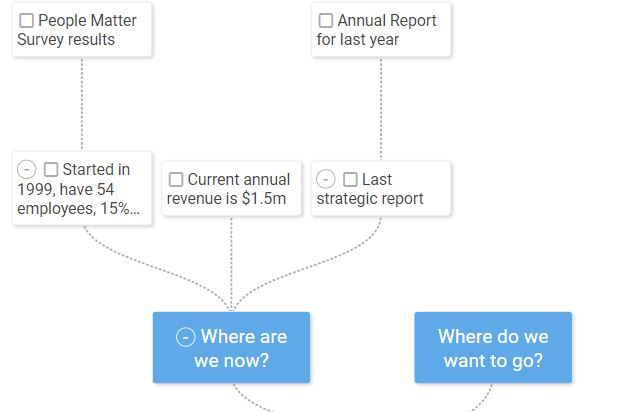 People Matter
Survey results
Annual Report
for last year
Started in
1999, have 54
employees, 15%...
Current annual
revenue is $1.5m
Last
strategic report
Where are
we now?
Where do we
want to go?